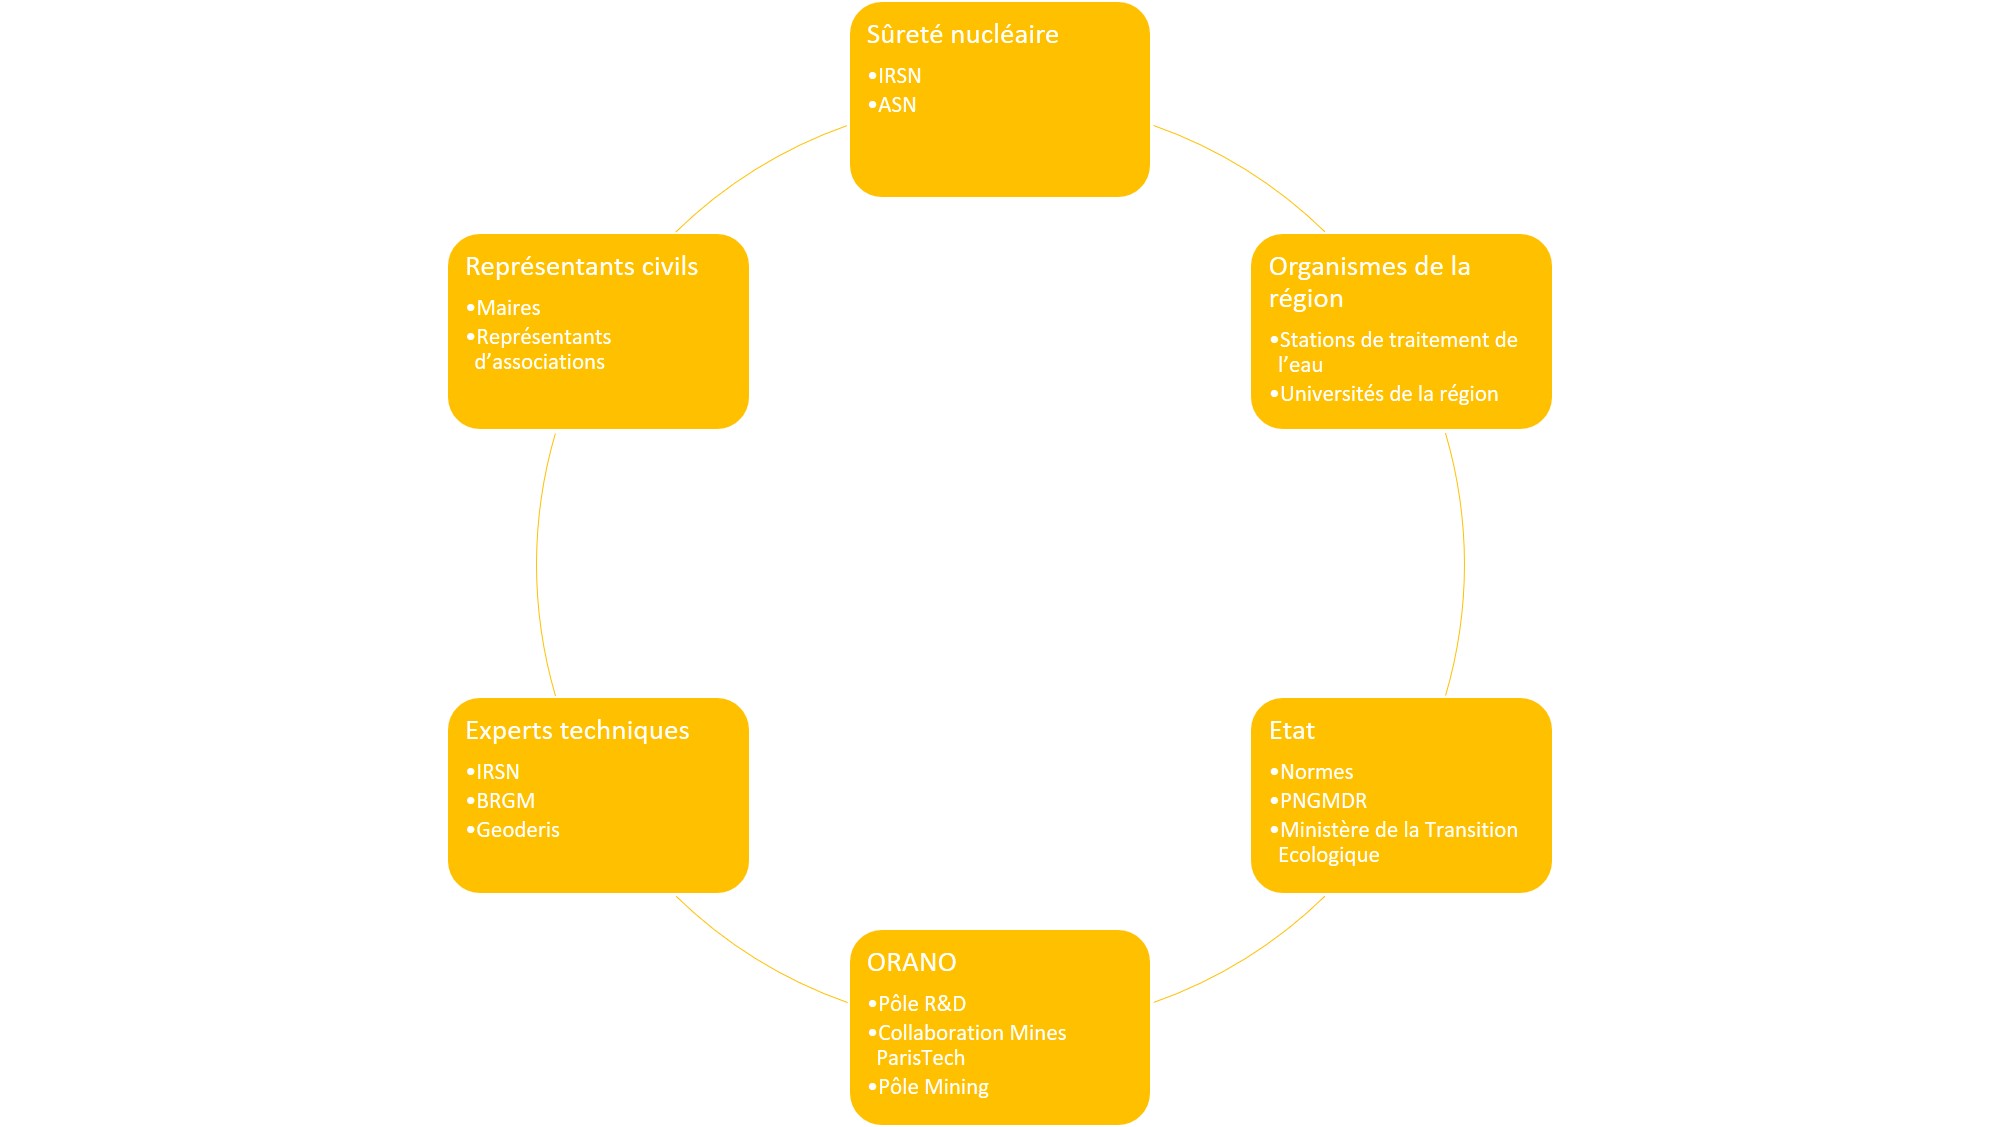 Sûreté nucléaire
•IRSN
•ASN
Organismes de la
région
•Stations de traitement de
l’eau
•Universités de la région
Etat
•Normes
•PNGMDR
•Ministère de la Transition
Ecologique
ORANO
•Pôle R&D
•Collaboration Mines
ParisTech
•Pôle Mining
Experts techniques
•IRSN
•BRGM
•Geoderis
Représentants civils
•Maires
•Représentants
d’associations